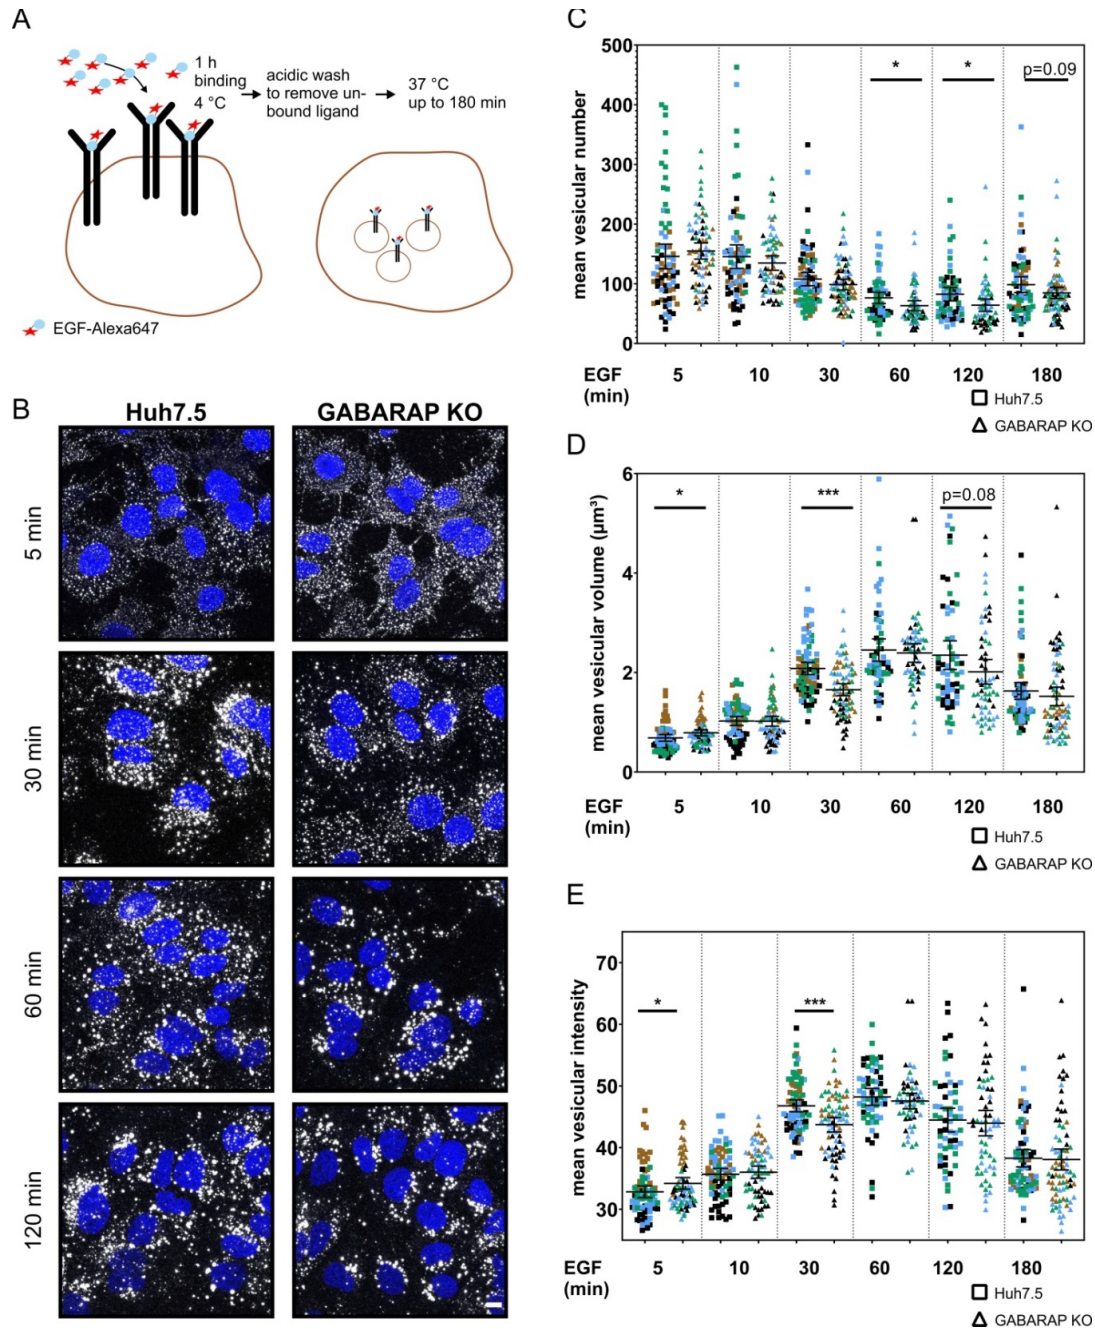 A
1 h
binding
4 °C
acidic wash
to remove un-
bound ligand
37 °C
up to 180 min
EGF-Alexa647
B
Huh7.5 GABARAP KO
5 min
30 min
60 min
120 min
C
mean vesicular number
500
400
300
200
100
0
* * p=0.09
EGF
(min)
5 10 30 60 120 180
Huh7.5
GABARAP KO
D
mean vesicular volume (µm³)
6
4
2
0
* *** p=0.08
EGF
(min)
5 10 30 60 120 180
Huh7.5
GABARAP KO
E
mean vesicular intensity
70
60
50
40
30
* ***
EGF
(min)
5 10 30 60 120 180
Huh7.5
GABARAP KO